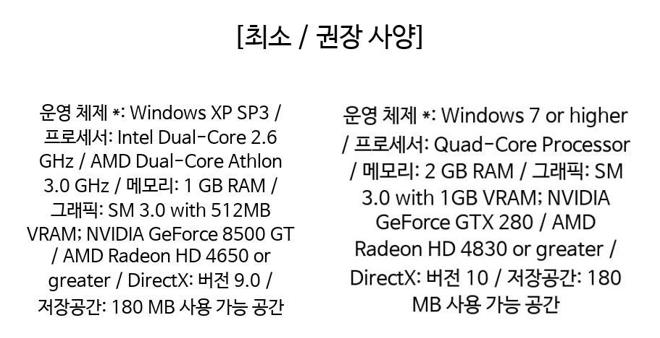 [최소 / 권장 사양]
운영 체제 *: Windows XP SP3 /
프로세서: Intel Dual-Core 2.6
GHz / AMD Dual-Core Athlon
3.0 GHz / 메모리: 1 GB RAM /
그래픽: SM 3.0 with 512MB
VRAM; NVIDIA GeForce 8500 GT
/ AMD Radeon HD 4650 or
greater / DirectX: 버전 9.0 /
저장공간: 180 MB 사용 가능 공간
운영 체제 *: Windows 7 or higher
/ 프로세서: Quad-Core Processor
/ 메모리: 2 GB RAM / 그래픽: SM
3.0 with 1GB VRAM; NVIDIA
GeForce GTX 280 / AMD
Radeon HD 4830 or greater /
DirectX: 버전 10 / 저장공간: 180
MB 사용 가능 공간